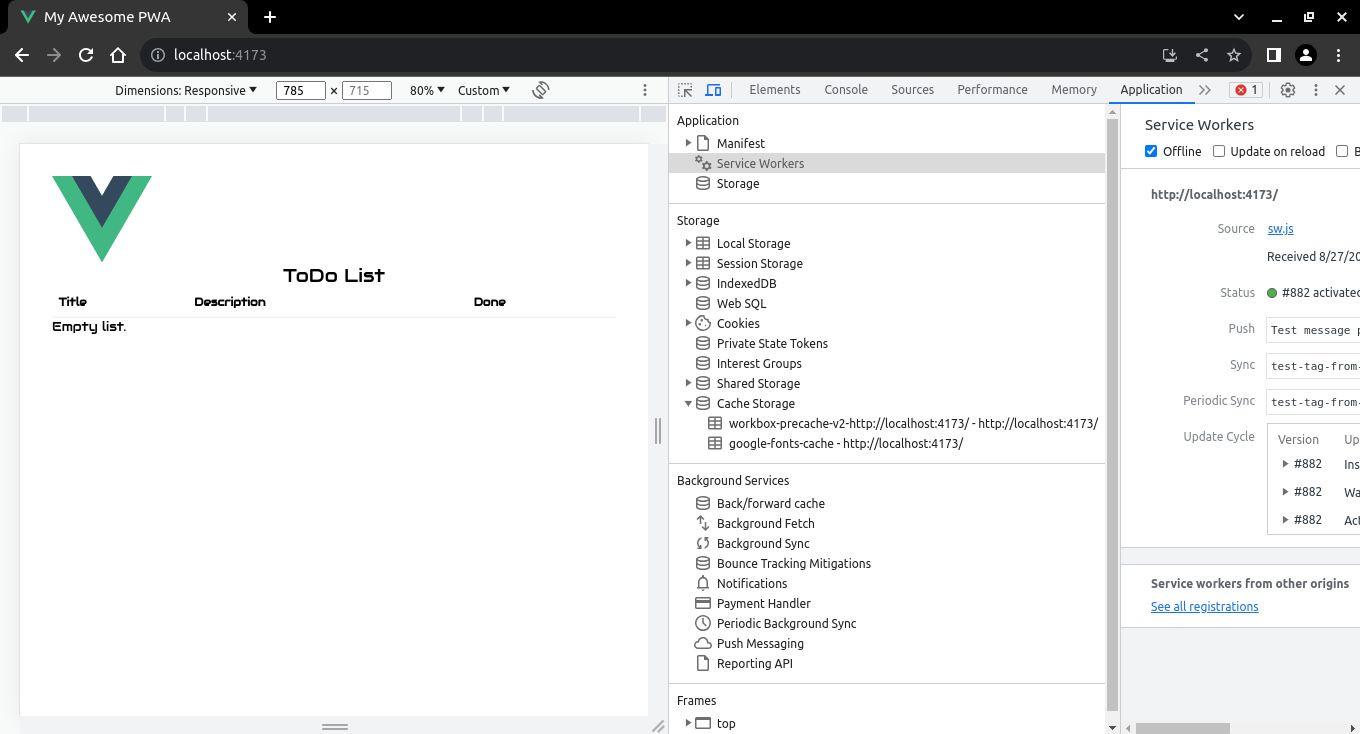 My Awesome PWA
localhost:4173
Dimensions: Responsive 785 × 715 80% Custom
Elements Console Sources Performance Memory Application 1
ToDo List
Title Description Done
Empty list.
Application
Manifest
Service Workers
Storage
Storage
Local Storage
Session Storage
IndexedDB
Web SQL
Cookies
Private State Tokens
Interest Groups
Shared Storage
Cache Storage
workbox-precache-v2-http://localhost:4173/ - http://localhost:4173/
google-fonts-cache - http://localhost:4173/
Background Services
Back/forward cache
Background Fetch
Background Sync
Bounce Tracking Mitigations
Notifications
Payment Handler
Periodic Background Sync
Push Messaging
Reporting API
Frames
top
Service Workers
Offline Update on reload B
http://localhost:4173/
Source sw.js
Received 8/27/20
Status #882 activated
Push Test message p
Sync test-tag-from-
Periodic Sync test-tag-from-
Update Cycle Version Up
#882 Ins
#882 Wa
#882 Act
Service workers from other origins
See all registrations